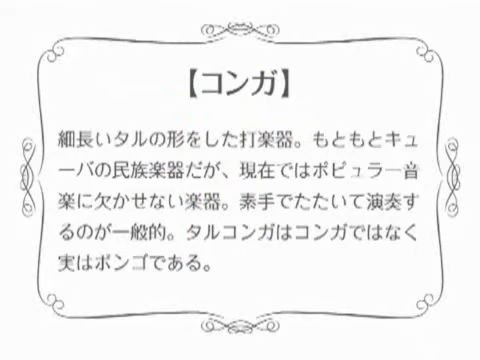 【コンガ】
細長いタルの形をした打楽器。もともとキュ
ーバの民族楽器だが、現在ではポピュラー音
楽に欠かせない楽器。素手でたたいて演奏す
るのが一般的。タルコンガはコンガではなく
実はボンゴである。